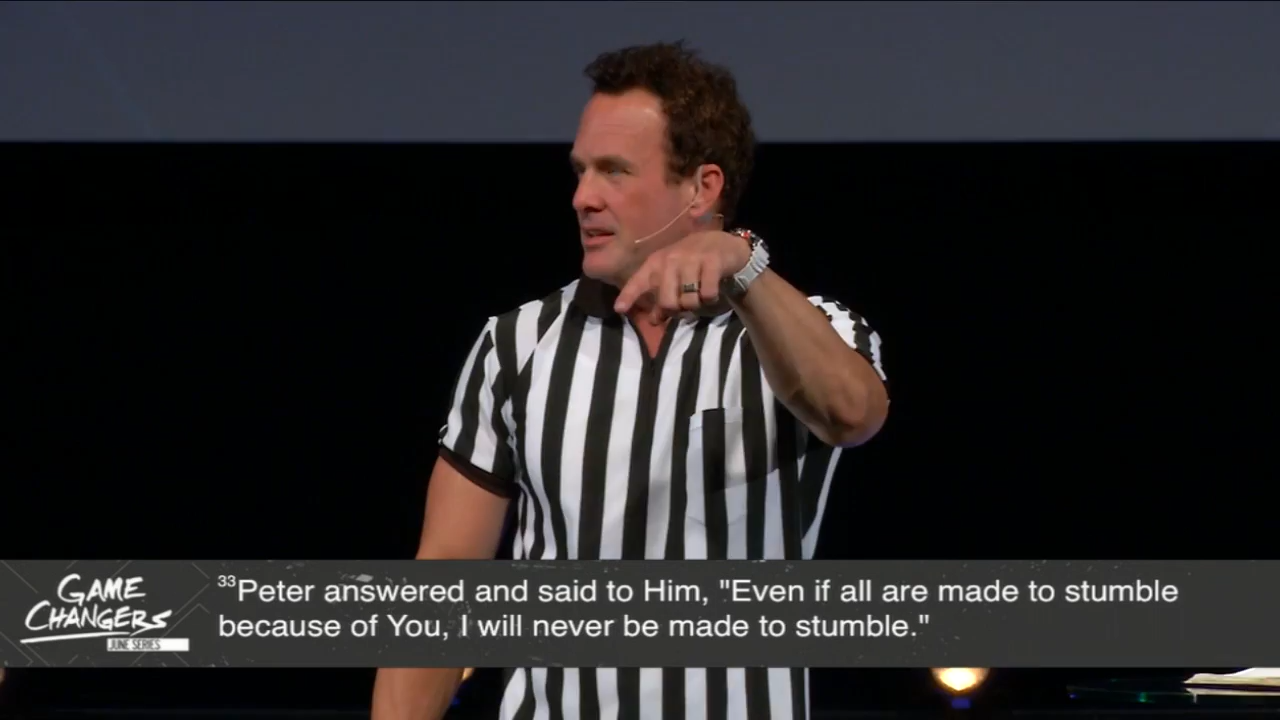 GAME
CHANGERS
JUNE SERIES
³³Peter answered and said to Him, "Even if all are made to stumble
because of You, I will never be made to stumble."